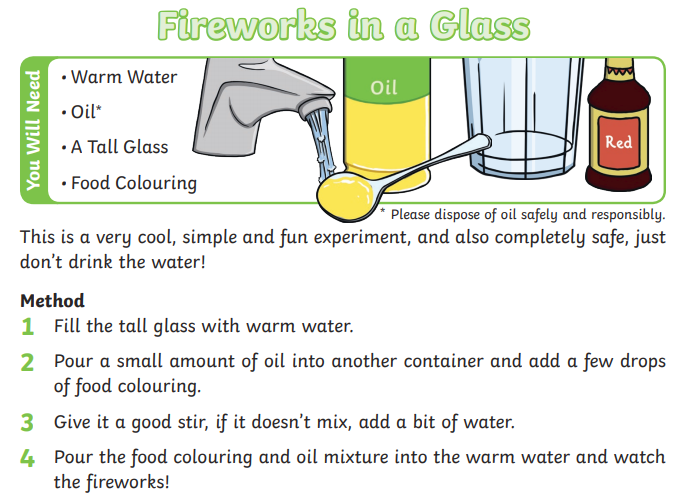 Fireworks in a Glass
You Will Need
• Warm Water
• Oil*
• A Tall Glass
• Food Colouring
Oil
Red
* Please dispose of oil safely and responsibly.
This is a very cool, simple and fun experiment, and also completely safe, just
don’t drink the water!
Method
1 Fill the tall glass with warm water.
2 Pour a small amount of oil into another container and add a few drops
of food colouring.
3 Give it a good stir, if it doesn’t mix, add a bit of water.
4 Pour the food colouring and oil mixture into the warm water and watch
the fireworks!